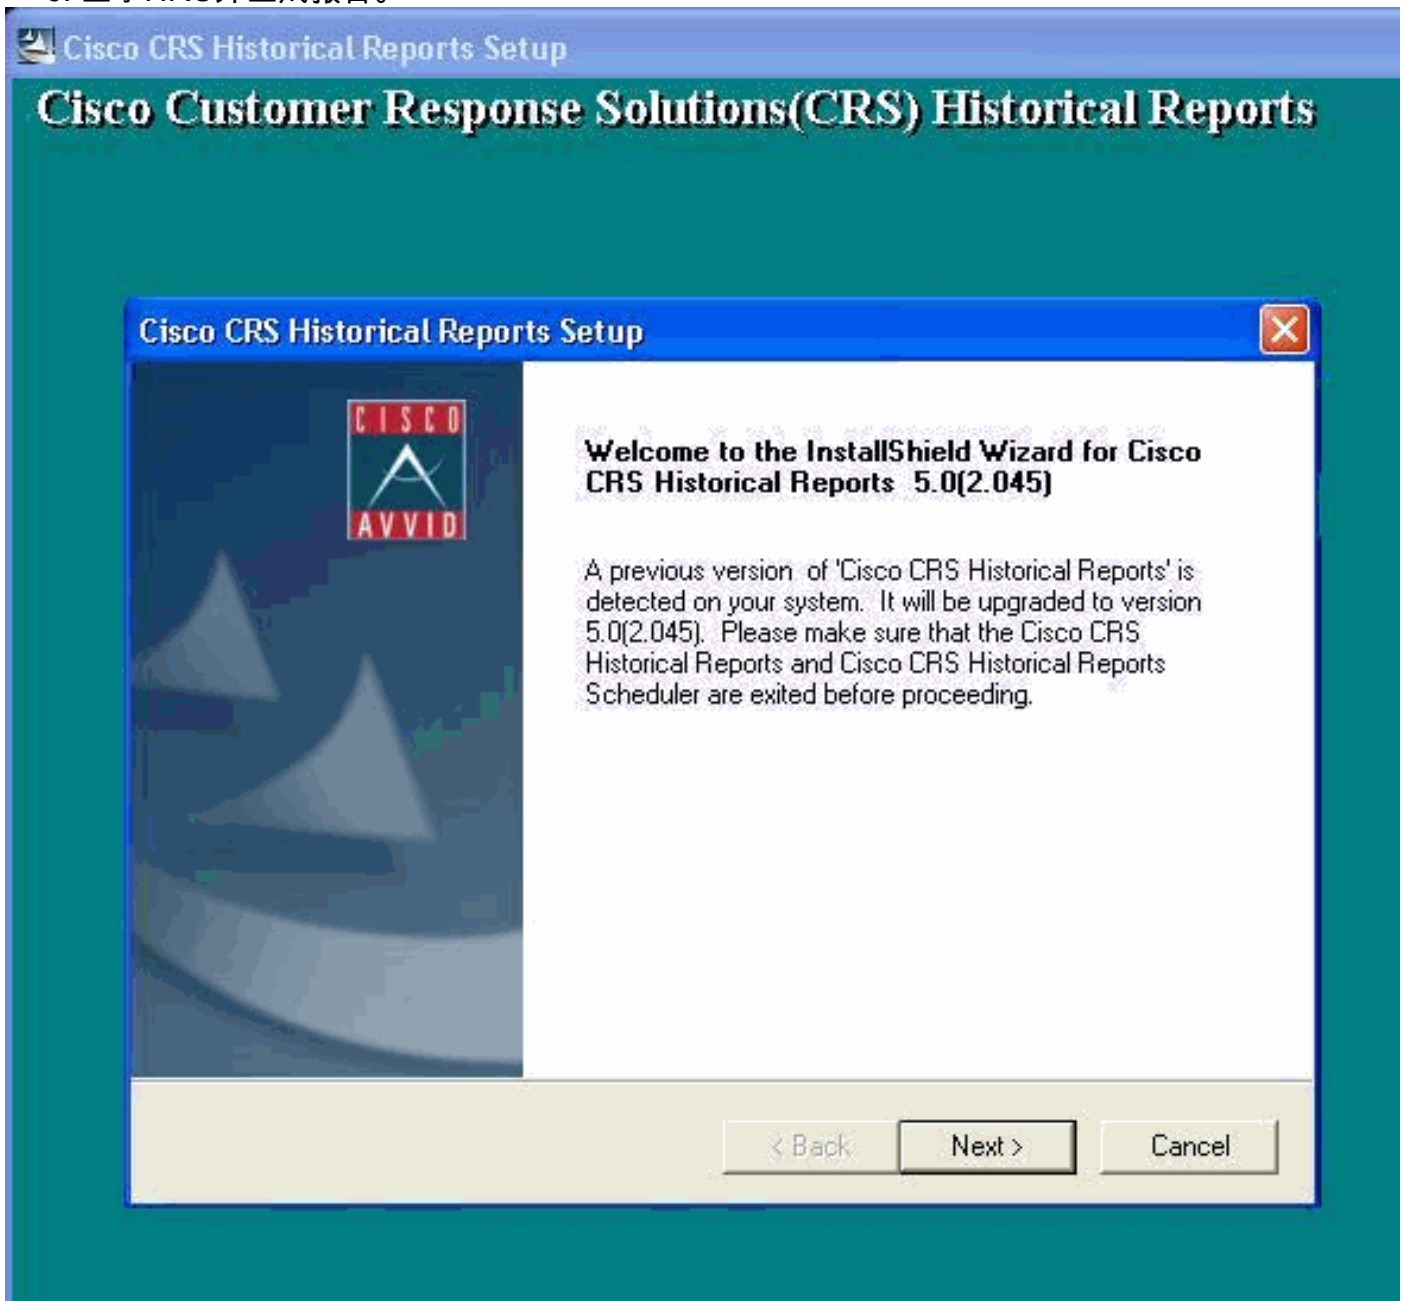 Cisco CRS Historical Reports Setup
Cisco Customer Response Solutions(CRS) Historical Reports
Cisco CRS Historical Reports Setup
CISCO
AVVID
Welcome to the InstallShield Wizard for Cisco
CRS Historical Reports 5.0(2.045)
A previous version of 'Cisco CRS Historical Reports' is
detected on your system. It will be upgraded to version
5.0(2.045). Please make sure that the Cisco CRS
Historical Reports and Cisco CRS Historical Reports
Scheduler are exited before proceeding.
< Back
Next >
Cancel